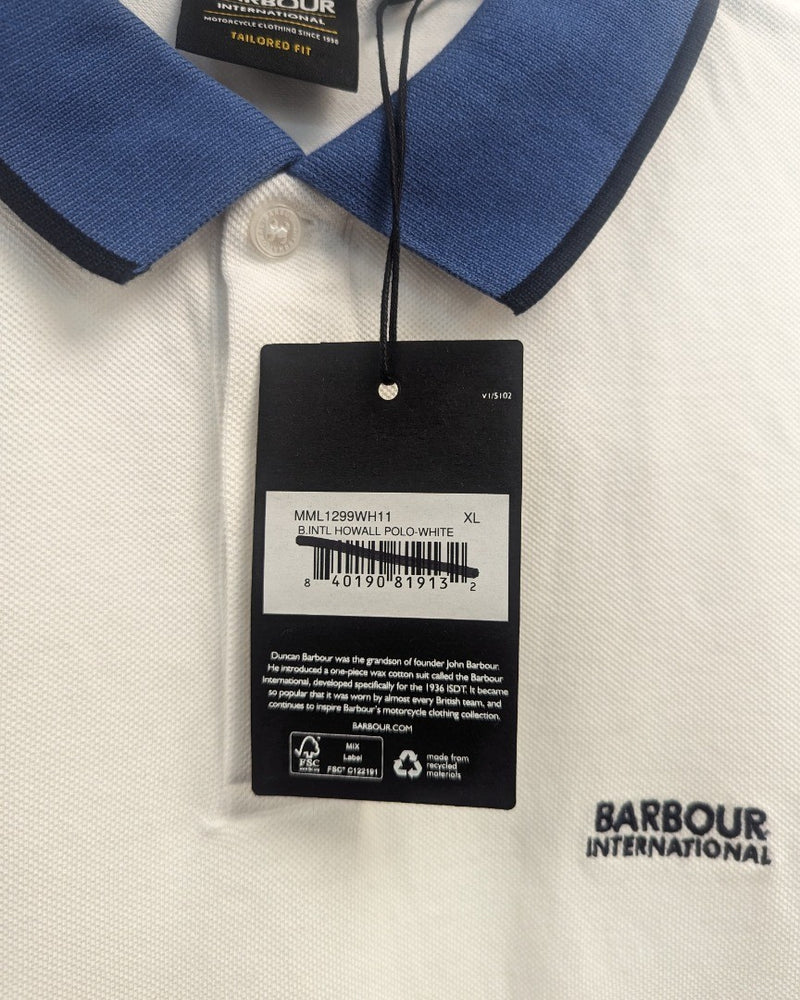 BARBOUR
INTERNATIONAL
MOTORCYCLE CLOTHING SINCE 1936
TAILORED FIT
V1/5102
MML1299WH11 XL
B.INTL HOWALL POLO-WHITE
8 40190 81913 2
Duncan Barbour was the grandson of founder John Barbour.
He introduced a one-piece wax cotton suit called the Barbour
International, developed specifically for the 1936 ISDT. It became
so popular that it was worn by almost every British team, and
continues to inspire Barbour's motorcycle clothing collection.
BARBOUR.COM
FSC
MIX
Label
FSC® C122191
made from
recycled
materials
BARBOUR
INTERNATIONAL